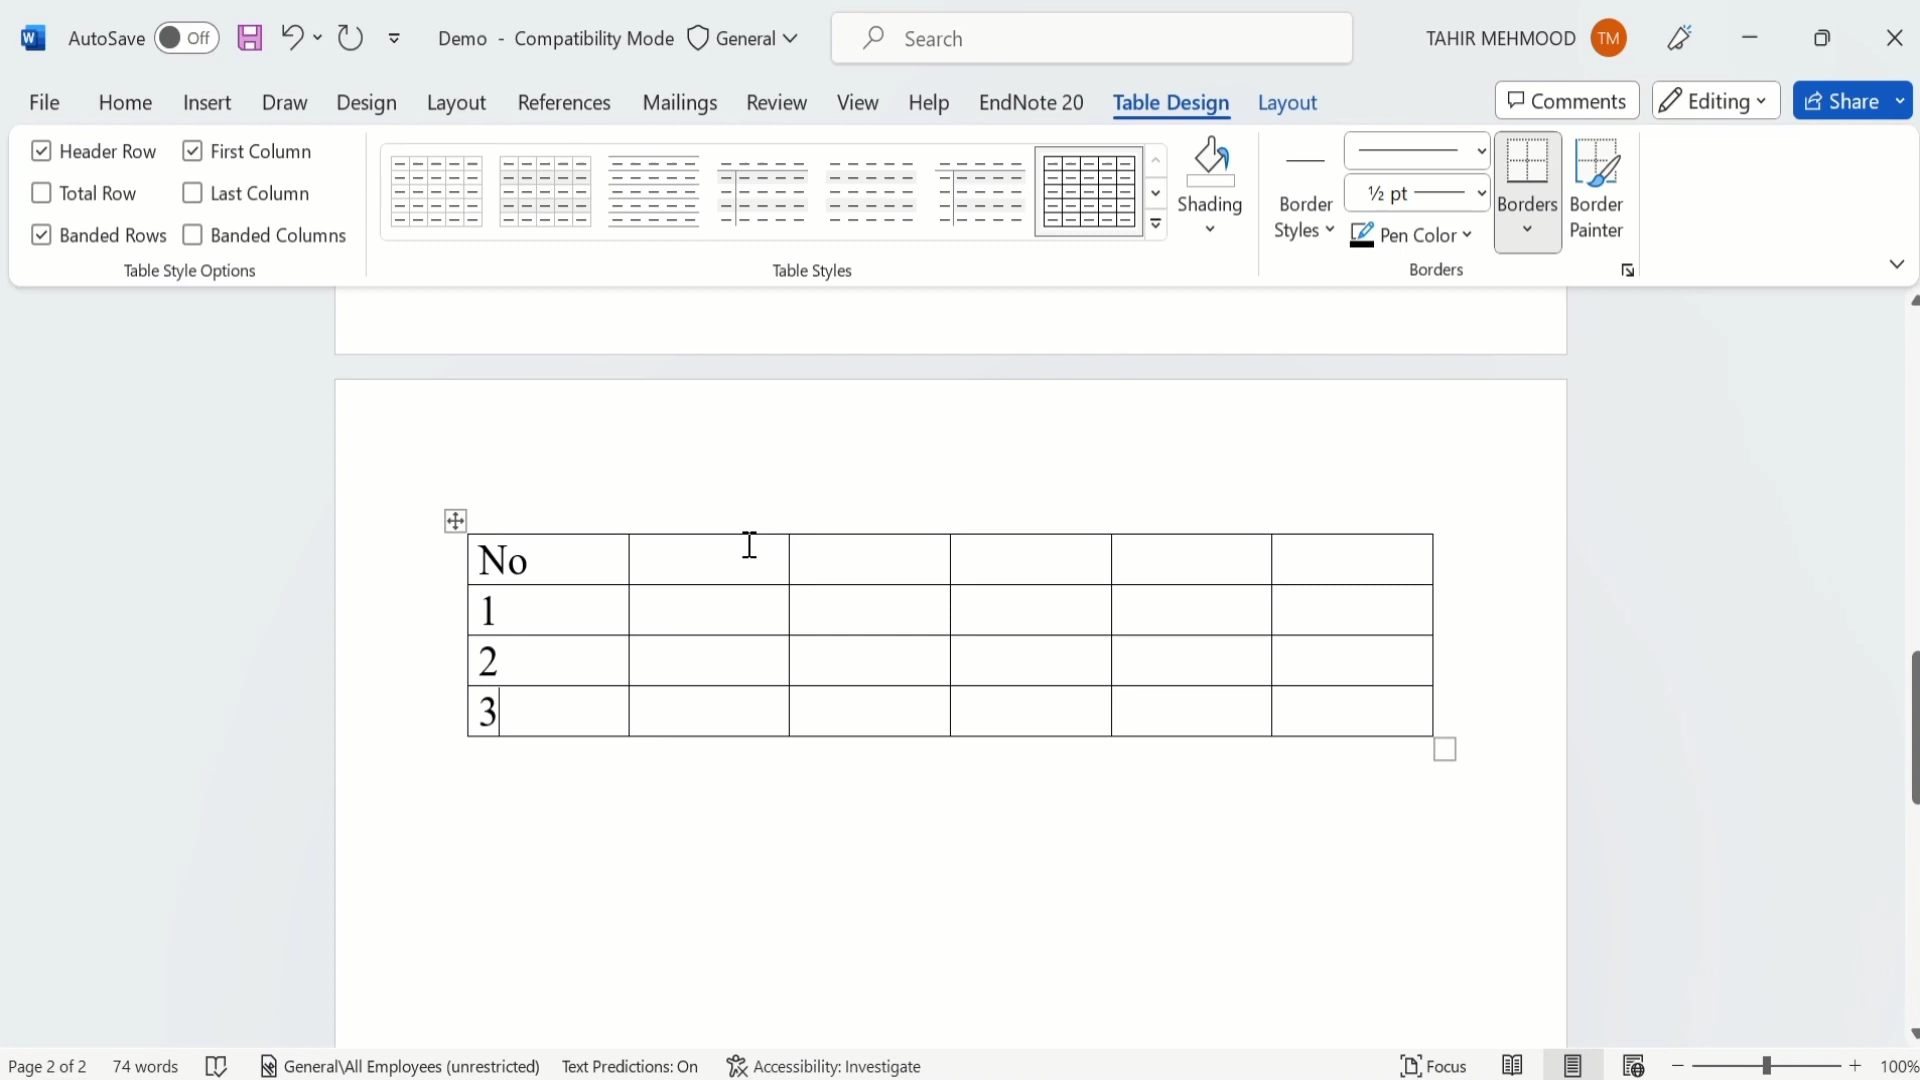 AutoSave Off Demo - Compatibility Mode General Search TAHIR MEHMOOD TM
File Home Insert Draw Design Layout References Mailings Review View Help EndNote 20 Table Design Layout Comments Editing Share
Header Row First Column
Total Row Last Column
Banded Rows Banded Columns
Table Style Options
Table Styles
Shading
Border
Styles
½ pt
Pen Color
Borders
Border
Painter
Borders
No
1
2
3
Page 2 of 2 74 words General\All Employees (unrestricted) Text Predictions: On Accessibility: Investigate Focus 100%